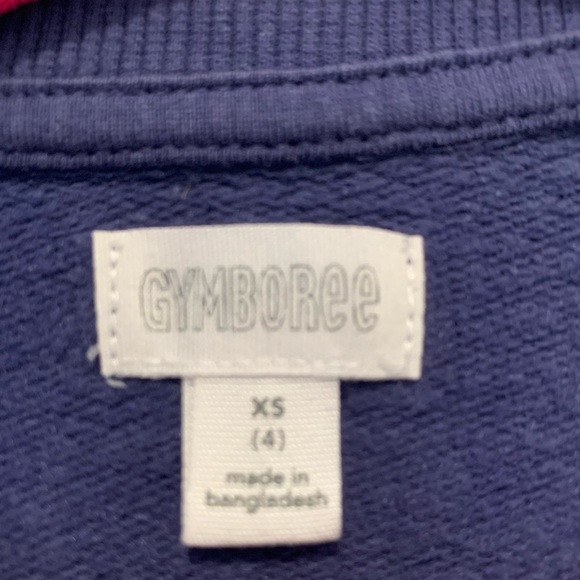 GYMBOREE
XS
(4)
made in
bangladesh